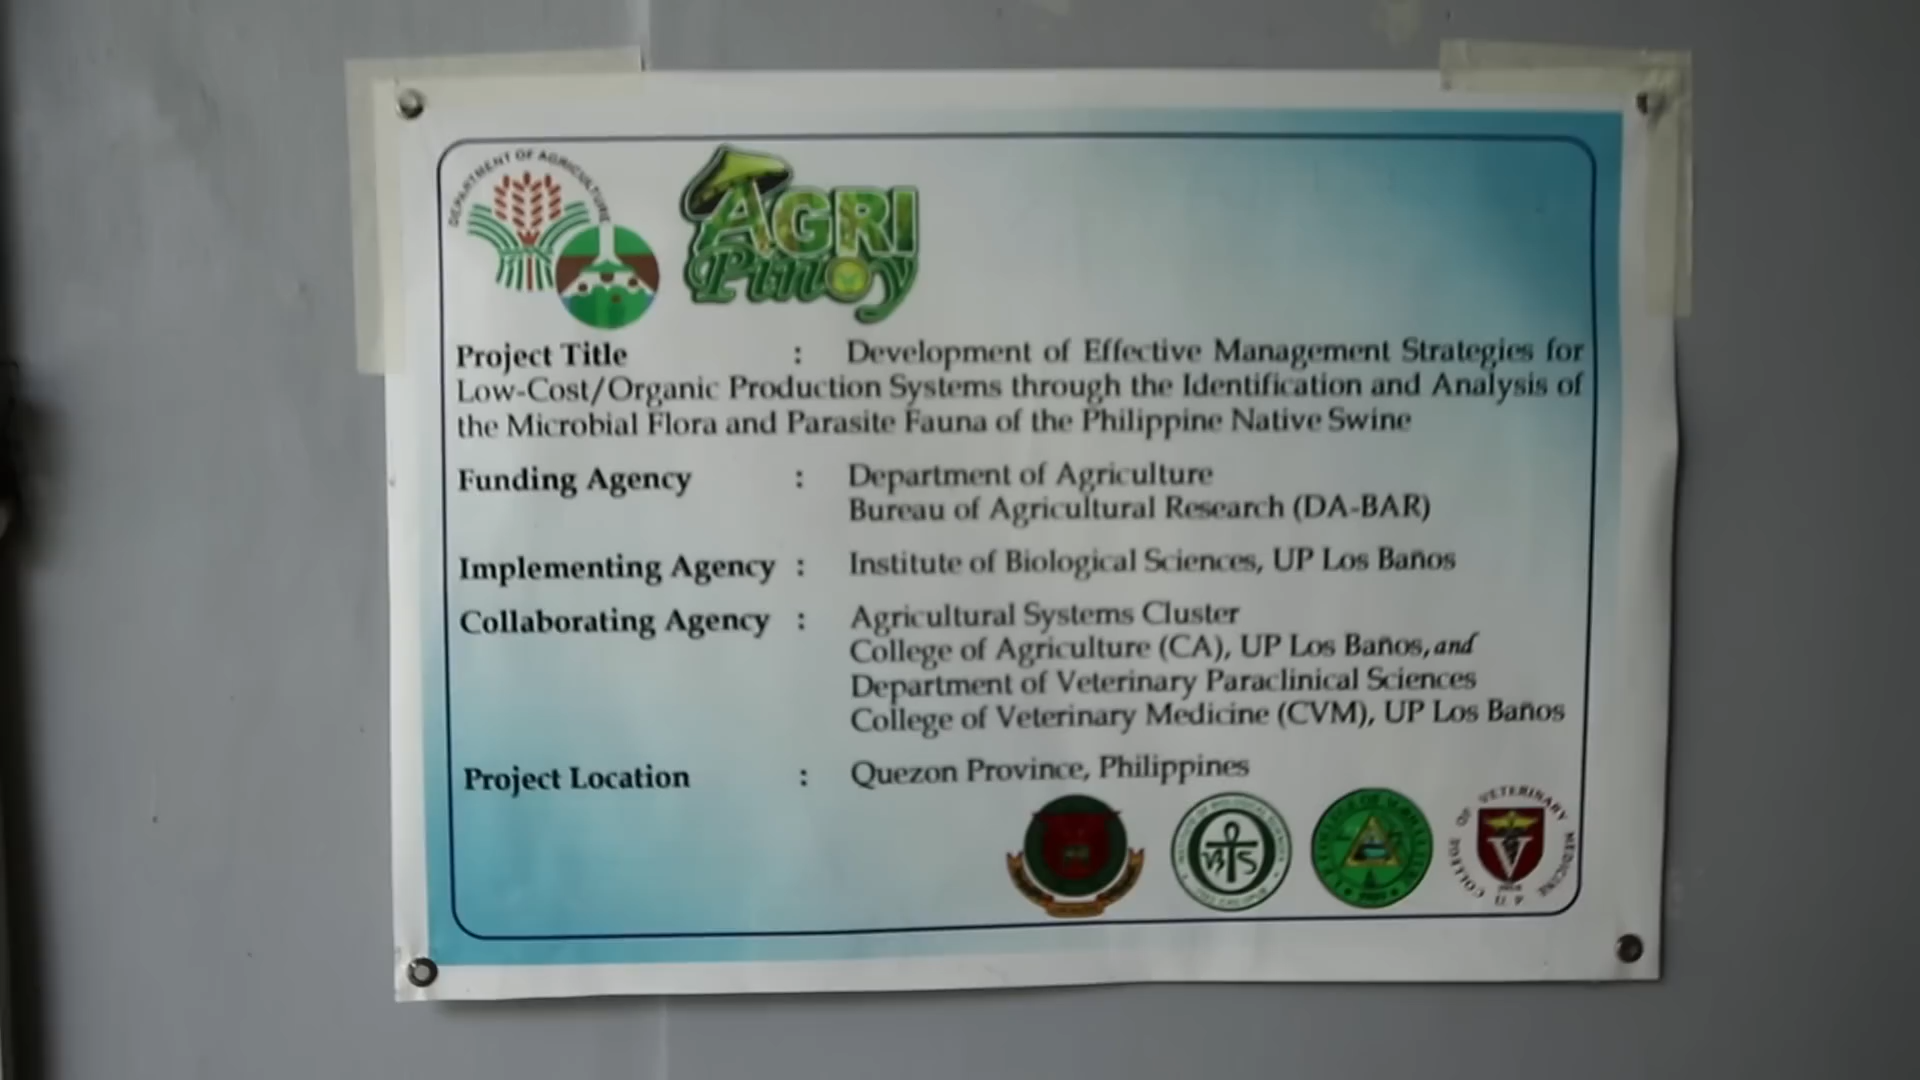 DEPARTMENT OF AGRICULTURE
AGRI
Pinoy
Project Title : Development of Effective Management Strategies for
Low-Cost/Organic Production Systems through the Identification and Analysis of
the Microbial Flora and Parasite Fauna of the Philippine Native Swine
Funding Agency : Department of Agriculture
Bureau of Agricultural Research (DA-BAR)
Implementing Agency : Institute of Biological Sciences, UP Los Baños
Collaborating Agency : Agricultural Systems Cluster
College of Agriculture (CA), UP Los Baños, and
Department of Veterinary Paraclinical Sciences
College of Veterinary Medicine (CVM), UP Los Baños
Project Location : Quezon Province, Philippines
COLLEGE OF VETERINARY MEDICINE
V
U. P.